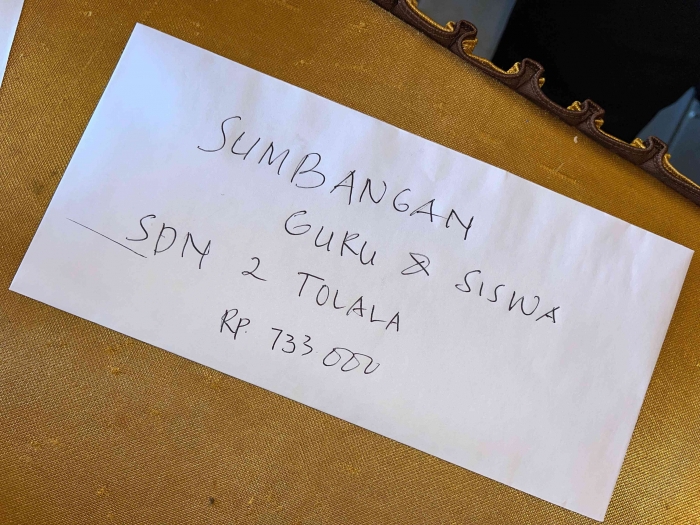 SUMBANGAN
GURU & SISWA
SDN 2 TOLALA
RP. 733 000